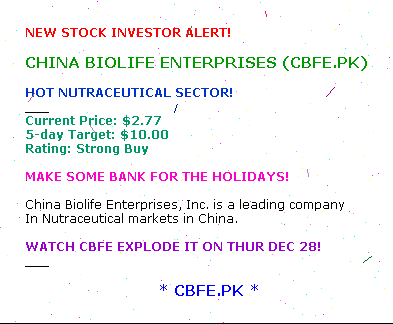 NEW STOCK INVESTOR ALERT!
CHINA BIOLIFE ENTERPRISES (CBFE.PK)
HOT NUTRACEUTICAL SECTOR!
Current Price: $2.77
5-day Target: $10.00
Rating: Strong Buy
MAKE SOME BANK FOR THE HOLIDAYS!
China Biolife Enterprises, Inc. is a leading company
In Nutraceutical markets in China.
WATCH CBFE EXPLODE IT ON THUR DEC 28!
* CBFE.PK *